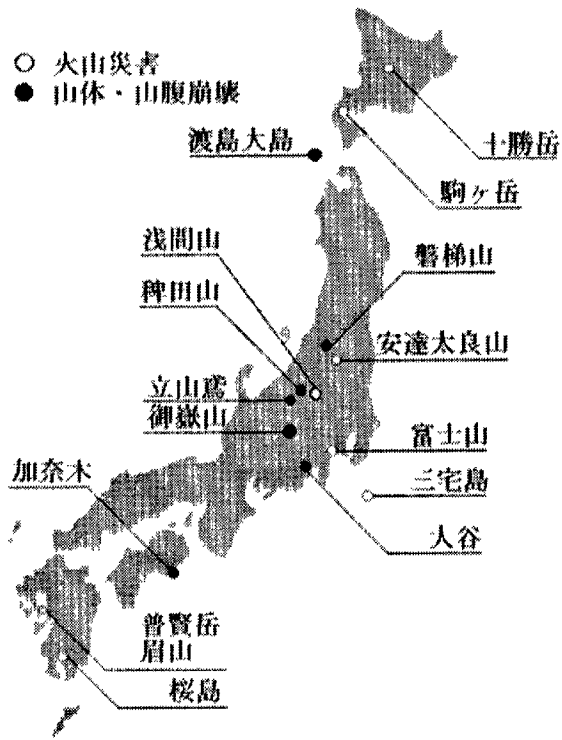 火山災害
山体・山腹崩壊
渡島大島
十勝岳
駒ヶ岳
浅間山
磐梯山
稗田山
安達太良山
立山鳶
御嶽山
富士山
加奈木
三宅島
大谷
普賢岳
眉山
桜島